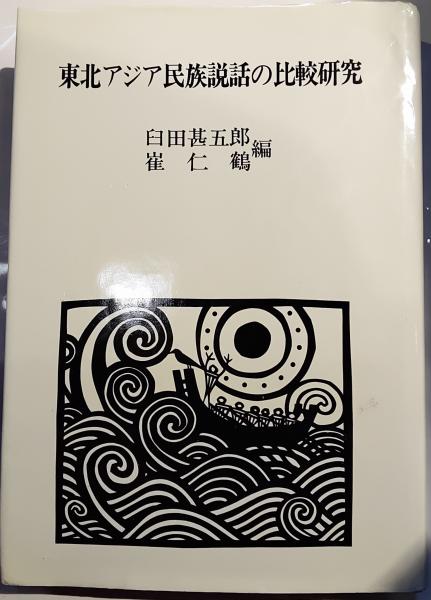 東北アジア民族説話の比較研究
臼田甚五郎
崔仁鶴
編